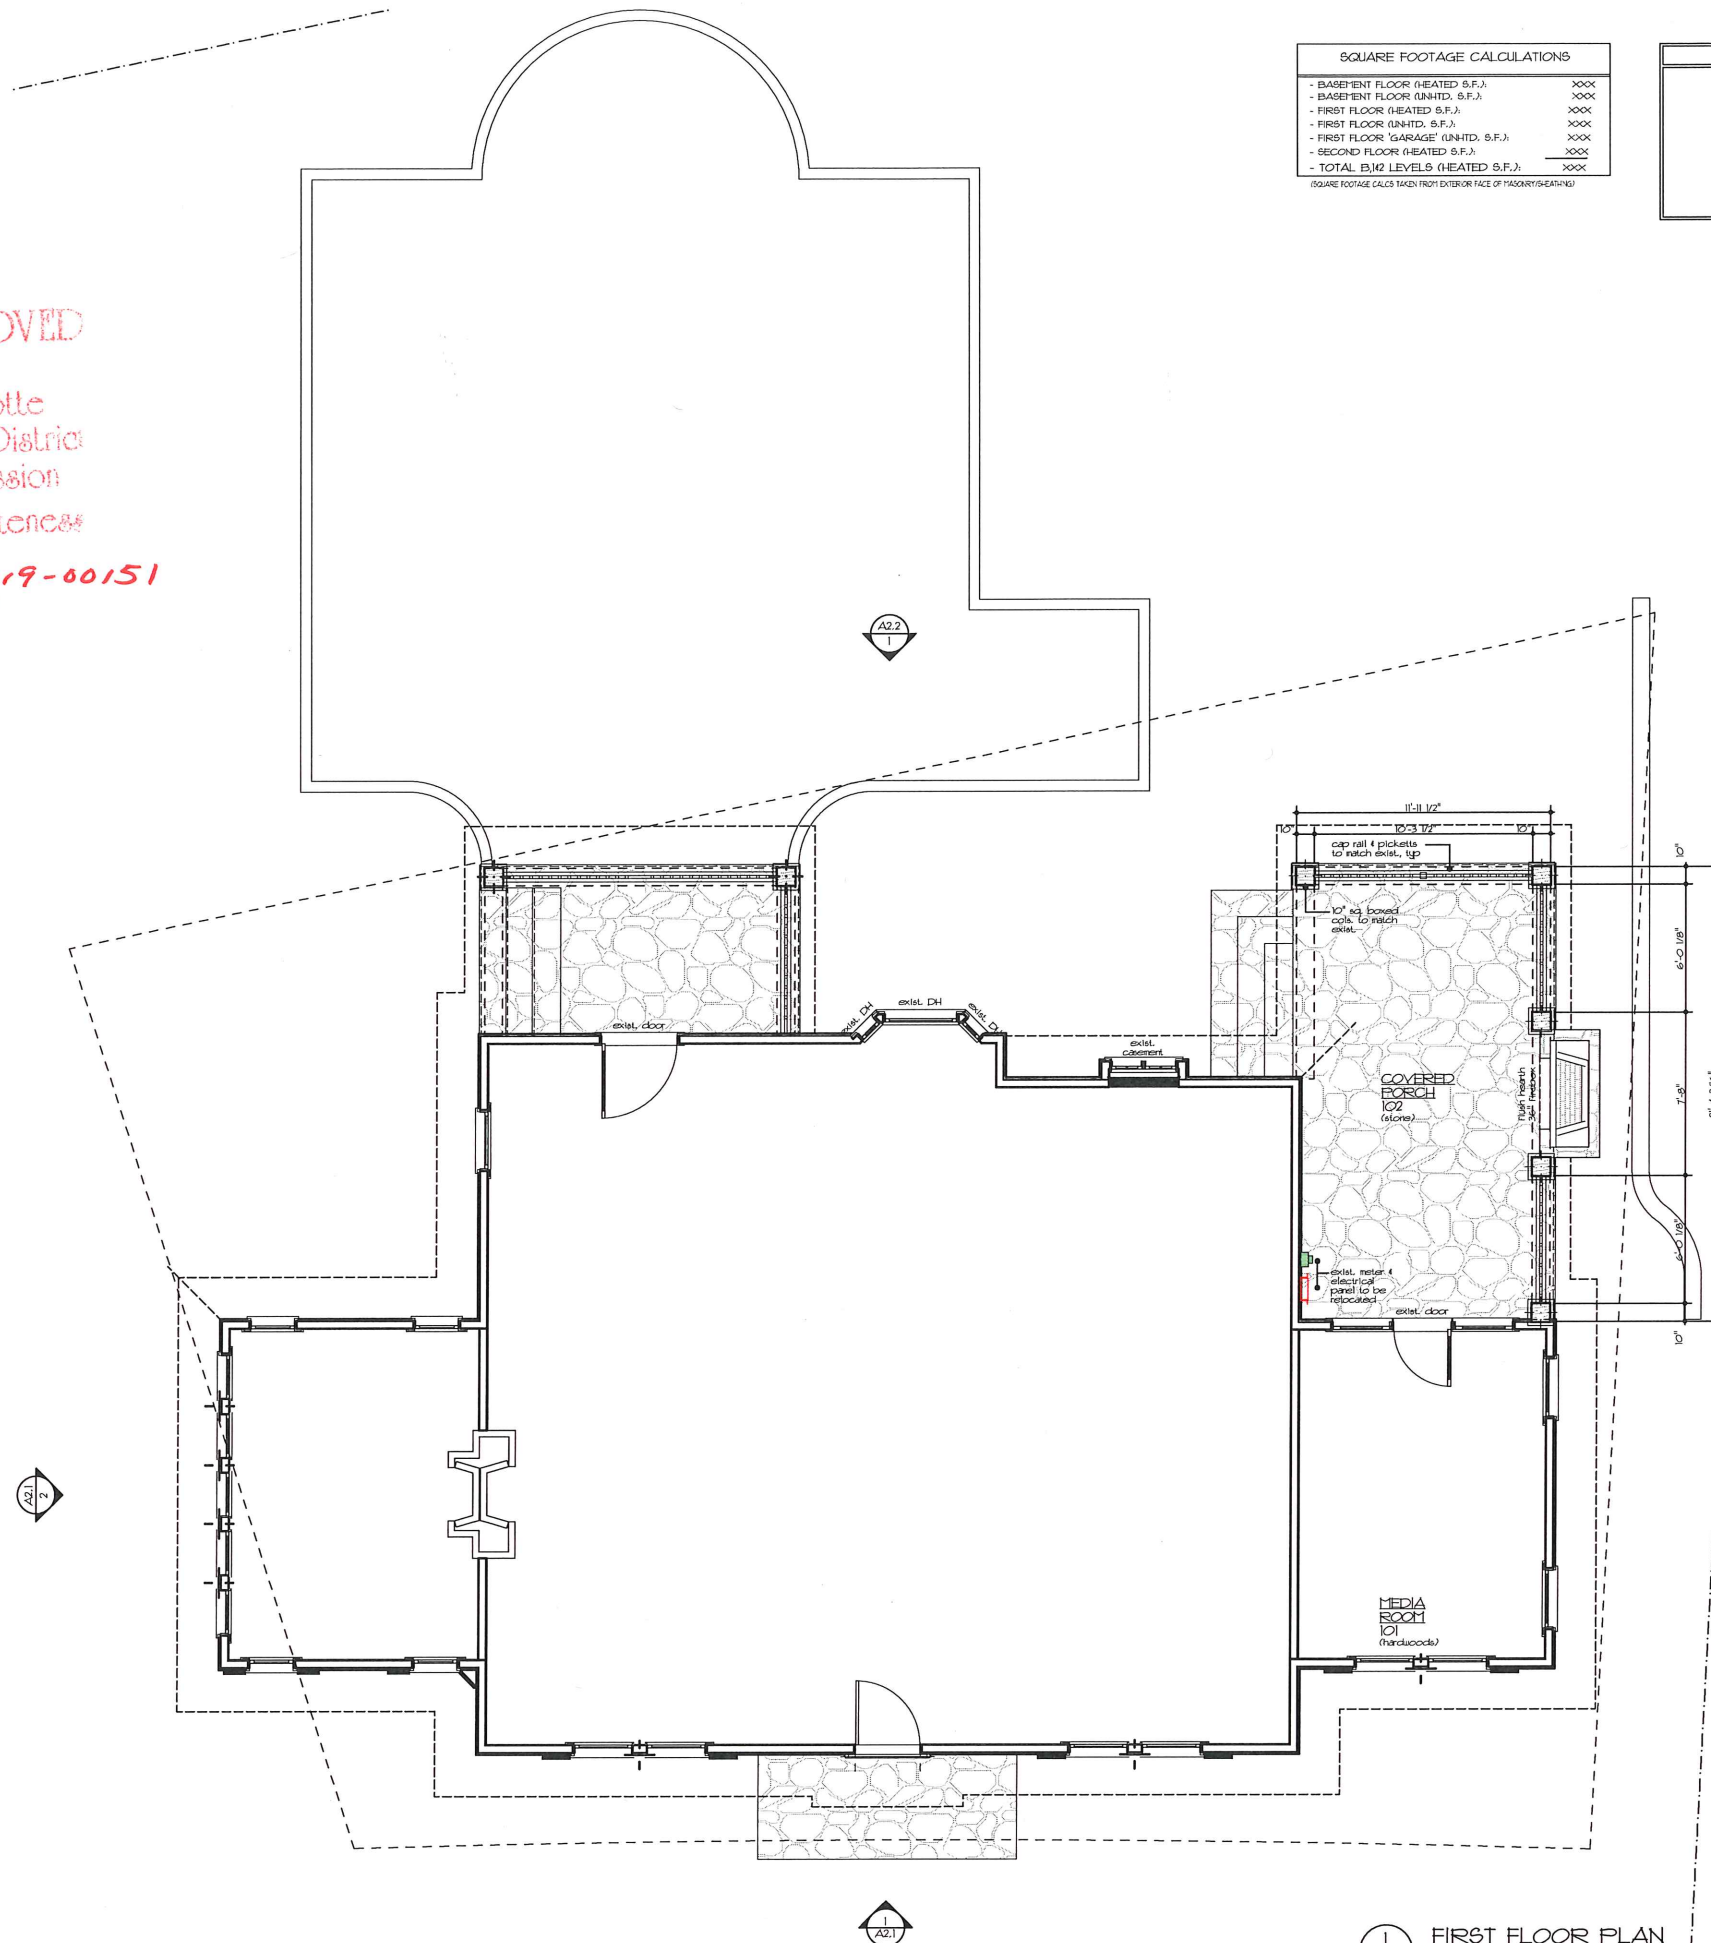 SQUARE FOOTAGE CALCULATIONS
- BASEMENT FLOOR (HEATED S.F.): XXX
- BASEMENT FLOOR (UNHTD. S.F.): XXX
- FIRST FLOOR (HEATED S.F.): XXX
- FIRST FLOOR (UNHTD. S.F.): XXX
- FIRST FLOOR 'GARAGE' (UNHTD. S.F.): XXX
- SECOND FLOOR (HEATED S.F.): XXX
- TOTAL B,1&2 LEVELS (HEATED S.F.): XXX
(SQUARE FOOTAGE CALCS TAKEN FROM EXTERIOR FACE OF MASONRY/SHEATHING)
OVED
otte
District
ssion
teness
19-00151
A2.2
1
11'-11 1/2"
10"
10'-3 1/2"
10"
cap rail & picketts
to match exist., typ
10"
10" sq. boxed
cols. to match
exist.
6'-0 1/8"
exist. DH
exist. DH
exist. door
exist.
casement
COVERED
PORCH
102
(stone)
flush hearth
36" firebox
7'-8"
6'-0 1/8"
exist. meter &
electrical
panel to be
relocated
exist. door
10"
A2.1
2
MEDIA
ROOM
101
(hardwoods)
1
A2.1
1
FIRST FLOOR PLAN